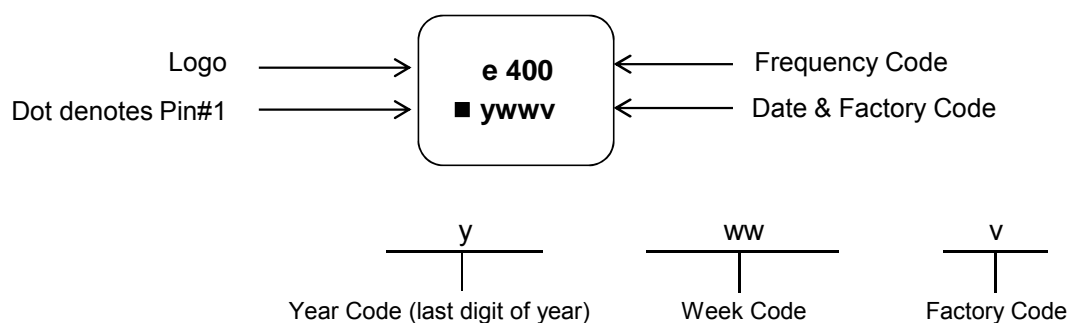 Logo
e 400
Frequency Code
Dot denotes Pin#1
■ ywwv
Date & Factory Code
y
ww
v
Year Code (last digit of year)
Week Code
Factory Code